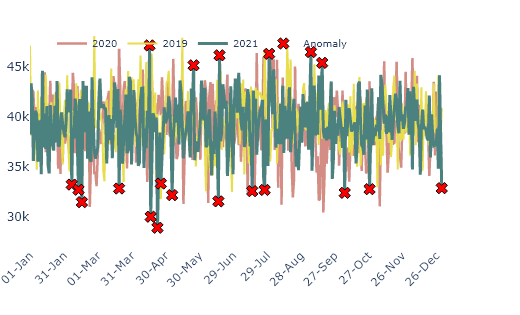 2020 2019 2021 Anomaly
45k
40k
35k
30k
01-Jan 31-Jan 01-Mar 31-Mar 30-Apr 30-May 29-Jun 29-Jul 28-Aug 27-Sep 27-Oct 26-Nov 26-Dec